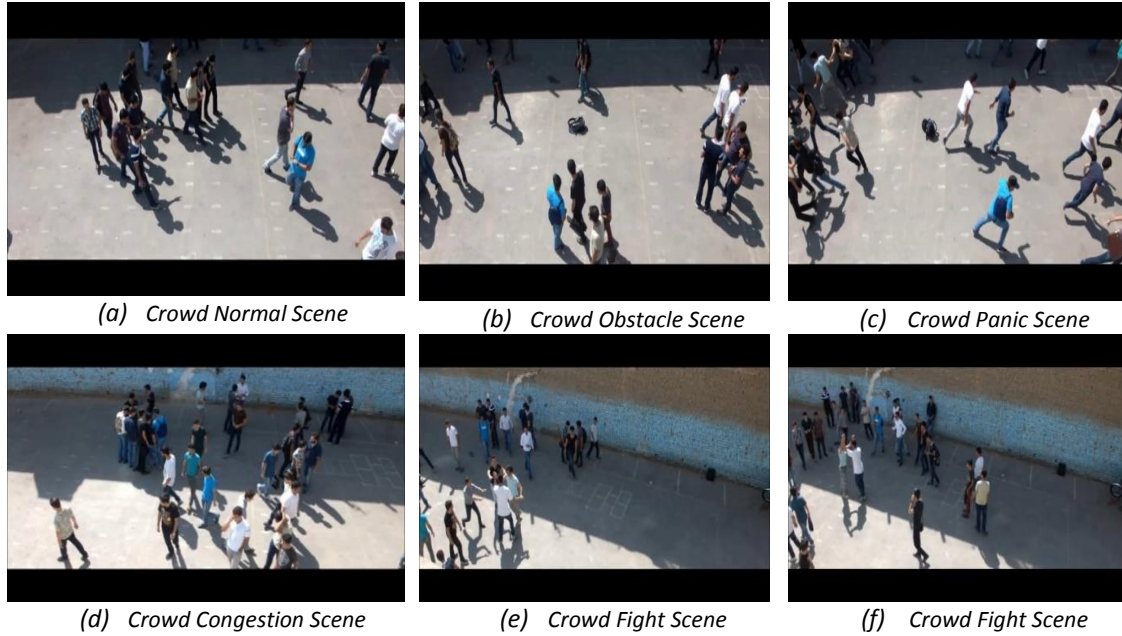 (a) Crowd Normal Scene
(b) Crowd Obstacle Scene
(c) Crowd Panic Scene
(d) Crowd Congestion Scene
(e) Crowd Fight Scene
(f) Crowd Fight Scene